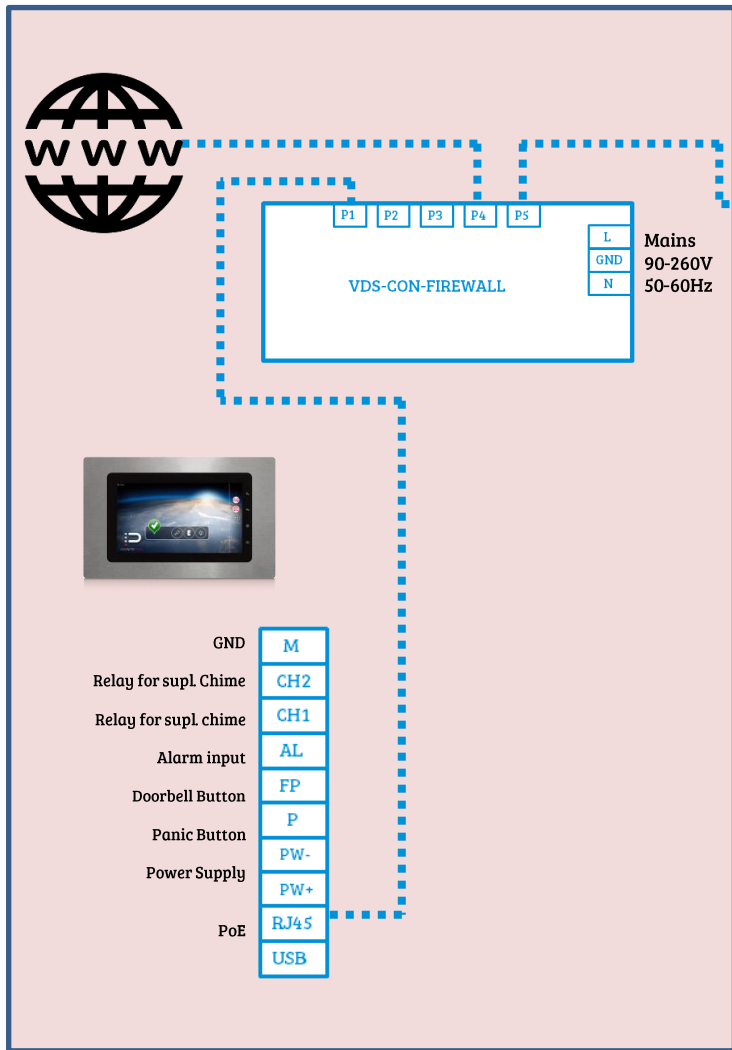 W W W
P1 P2 P3 P4 P5
L Mains
GND 90-260V
N 50-60Hz
VDS-CON-FIREWALL
GND M
Relay for supl. Chime CH2
Relay for supl. chime CH1
Alarm input AL
Doorbell Button FP
Panic Button P
Power Supply PW-
PW+
PoE RJ45
USB